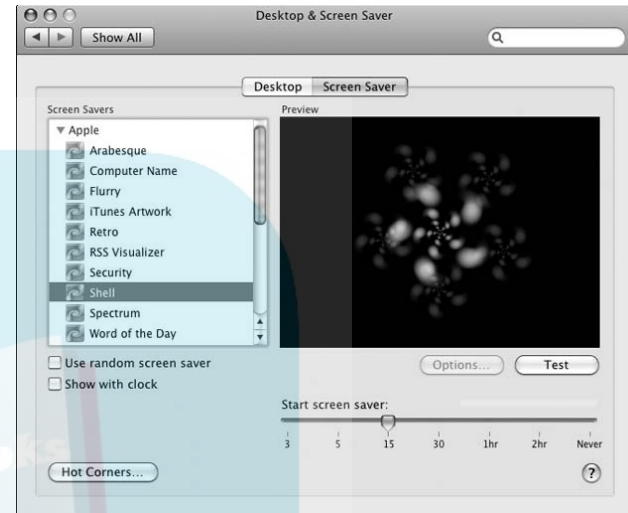 Desktop & Screen Saver
Show All
Desktop Screen Saver
Screen Savers
Preview
Apple
Arabesque
Computer Name
Flurry
iTunes Artwork
Retro
RSS Visualizer
Security
Shell
Spectrum
Word of the Day
Use random screen saver
Options... Test
Show with clock
Start screen saver:
3 5 15 30 1hr 2hr Never
Hot Corners... ?